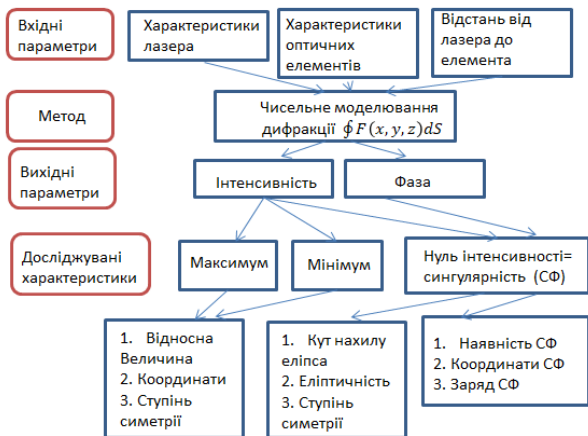 Вхідні
параметри
Характеристики
лазера
Характеристики
оптичних
елементів
Відстань від
лазера до
елемента
Метод
Чисельне моделювання
дифракції ∮ F(x, y, z)dS
Вихідні
параметри
Інтенсивність
Фаза
Досліджувані
характеристики
Максимум
Мінімум
Нуль інтенсивності=
сингулярність (СФ)
1. Відносна
Величина
2. Координати
3. Ступінь
симетрії
1. Кут нахилу
еліпса
2. Еліптичність
3. Ступінь
симетрії
1. Наявність СФ
2. Координати СФ
3. Заряд СФ